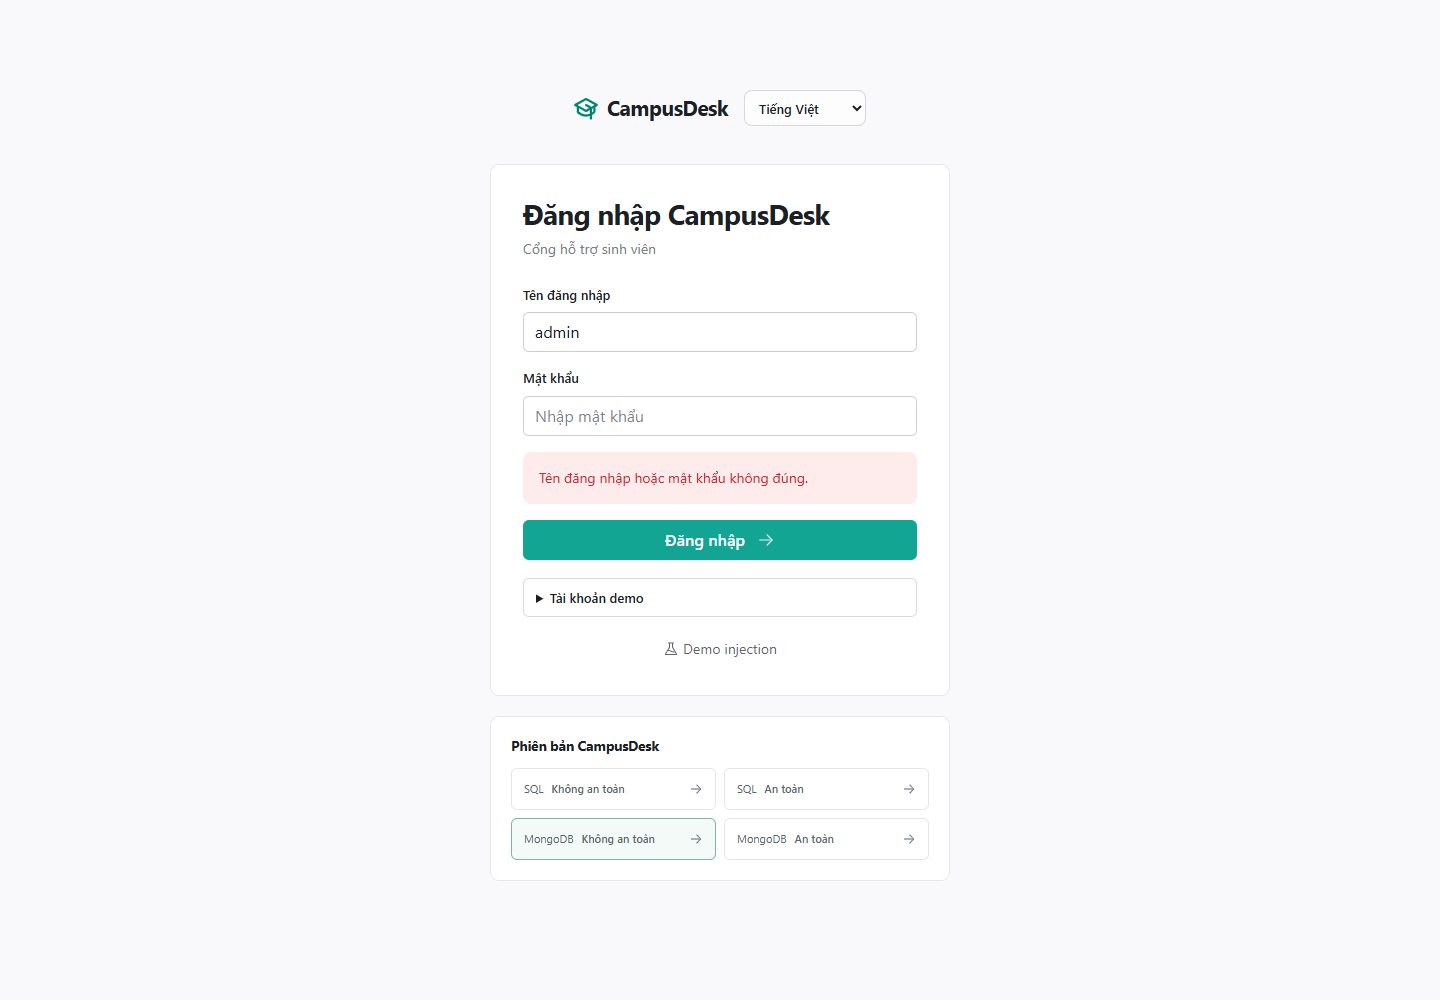 CampusDesk
Tiếng Việt
Đăng nhập CampusDesk
Cổng hỗ trợ sinh viên
Tên đăng nhập
admin
Mật khẩu
Nhập mật khẩu
Tên đăng nhập hoặc mật khẩu không đúng.
Đăng nhập →
▶ Tài khoản demo
Demo injection
Phiên bản CampusDesk
SQL Không an toàn →
SQL An toàn →
MongoDB Không an toàn →
MongoDB An toàn →